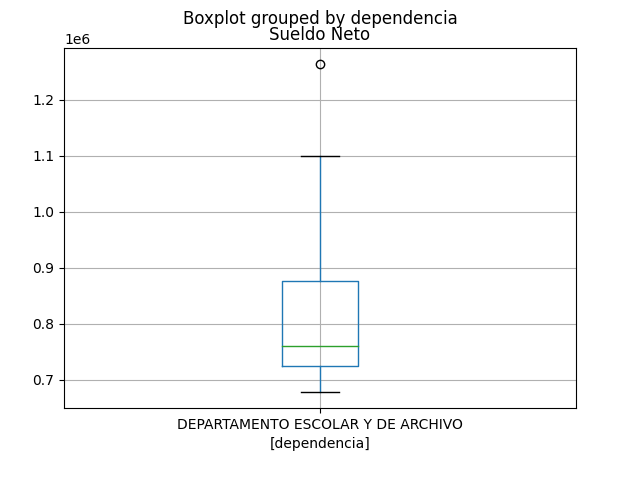 Boxplot grouped by dependencia
Sueldo Neto
1e6
1.2
1.1
1.0
0.9
0.8
0.7
DEPARTAMENTO ESCOLAR Y DE ARCHIVO
[dependencia]